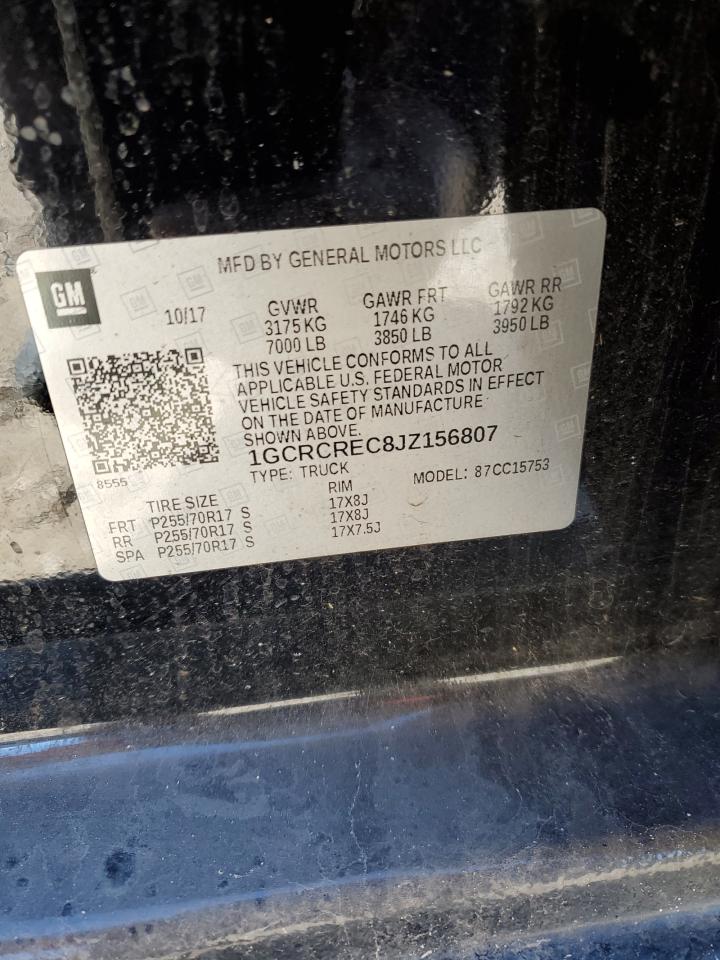 MFD BY GENERAL MOTORS LLC
GM
10/17 GVWR GAWR FRT GAWR RR
3175 KG 1746 KG 1792 KG
7000 LB 3850 LB 3950 LB
THIS VEHICLE CONFORMS TO ALL
APPLICABLE U.S. FEDERAL MOTOR
VEHICLE SAFETY STANDARDS IN EFFECT
ON THE DATE OF MANUFACTURE
SHOWN ABOVE.
1GCRCREC8JZ156807
8555
TYPE: TRUCK MODEL: 87CC15753
TIRE SIZE RIM
FRT P255/70R17 S 17X8J
RR P255/70R17 S 17X8J
SPA P255/70R17 S 17X7.5J